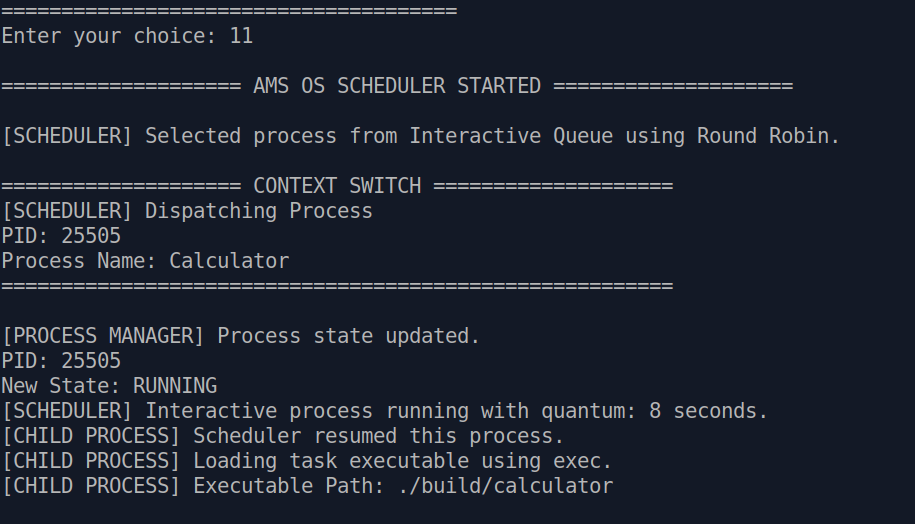 ======================================
Enter your choice: 11
==================== AMS OS SCHEDULER STARTED ====================
[SCHEDULER] Selected process from Interactive Queue using Round Robin.
==================== CONTEXT SWITCH ====================
[SCHEDULER] Dispatching Process
PID: 25505
Process Name: Calculator
========================================================
[PROCESS MANAGER] Process state updated.
PID: 25505
New State: RUNNING
[SCHEDULER] Interactive process running with quantum: 8 seconds.
[CHILD PROCESS] Scheduler resumed this process.
[CHILD PROCESS] Loading task executable using exec.
[CHILD PROCESS] Executable Path: ./build/calculator